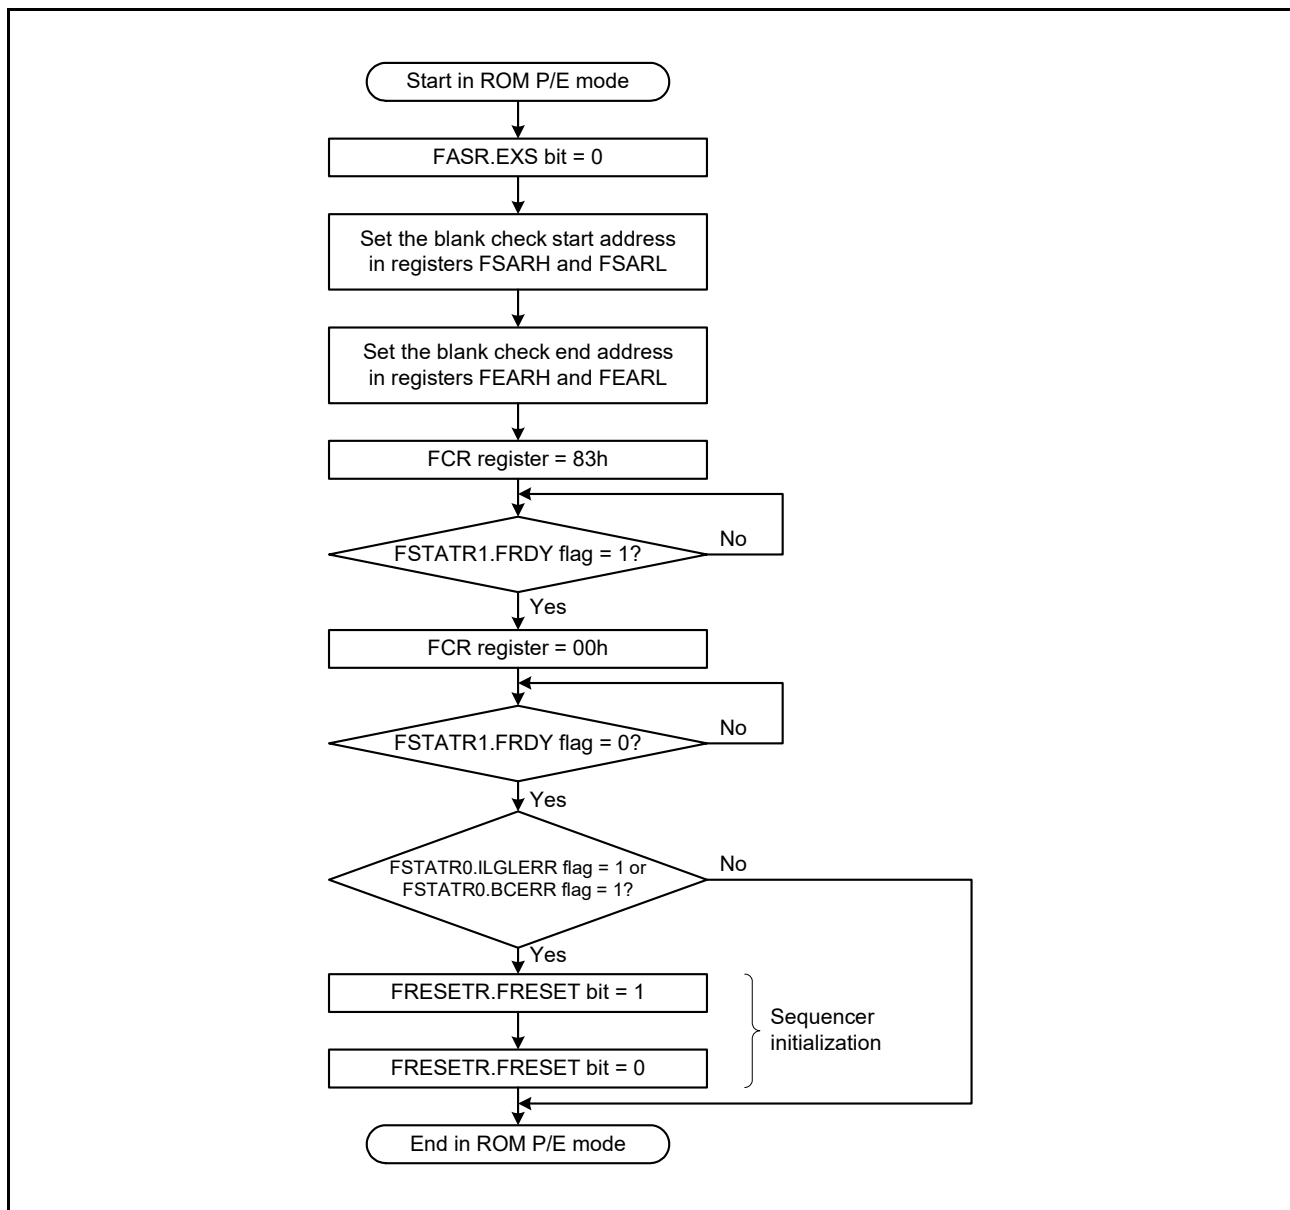 Start in ROM P/E mode
FASR.EXS bit = 0
Set the blank check start address
in registers FSARH and FSARL
Set the blank check end address
in registers FEARH and FEARL
FCR register = 83h
FSTATR1.FRDY flag = 1?
No
Yes
FCR register = 00h
FSTATR1.FRDY flag = 0?
No
Yes
FSTATR0.ILGLERR flag = 1 or
FSTATR0.BCERR flag = 1?
No
Yes
FRESETR.FRESET bit = 1
Sequencer
initialization
FRESETR.FRESET bit = 0
End in ROM P/E mode